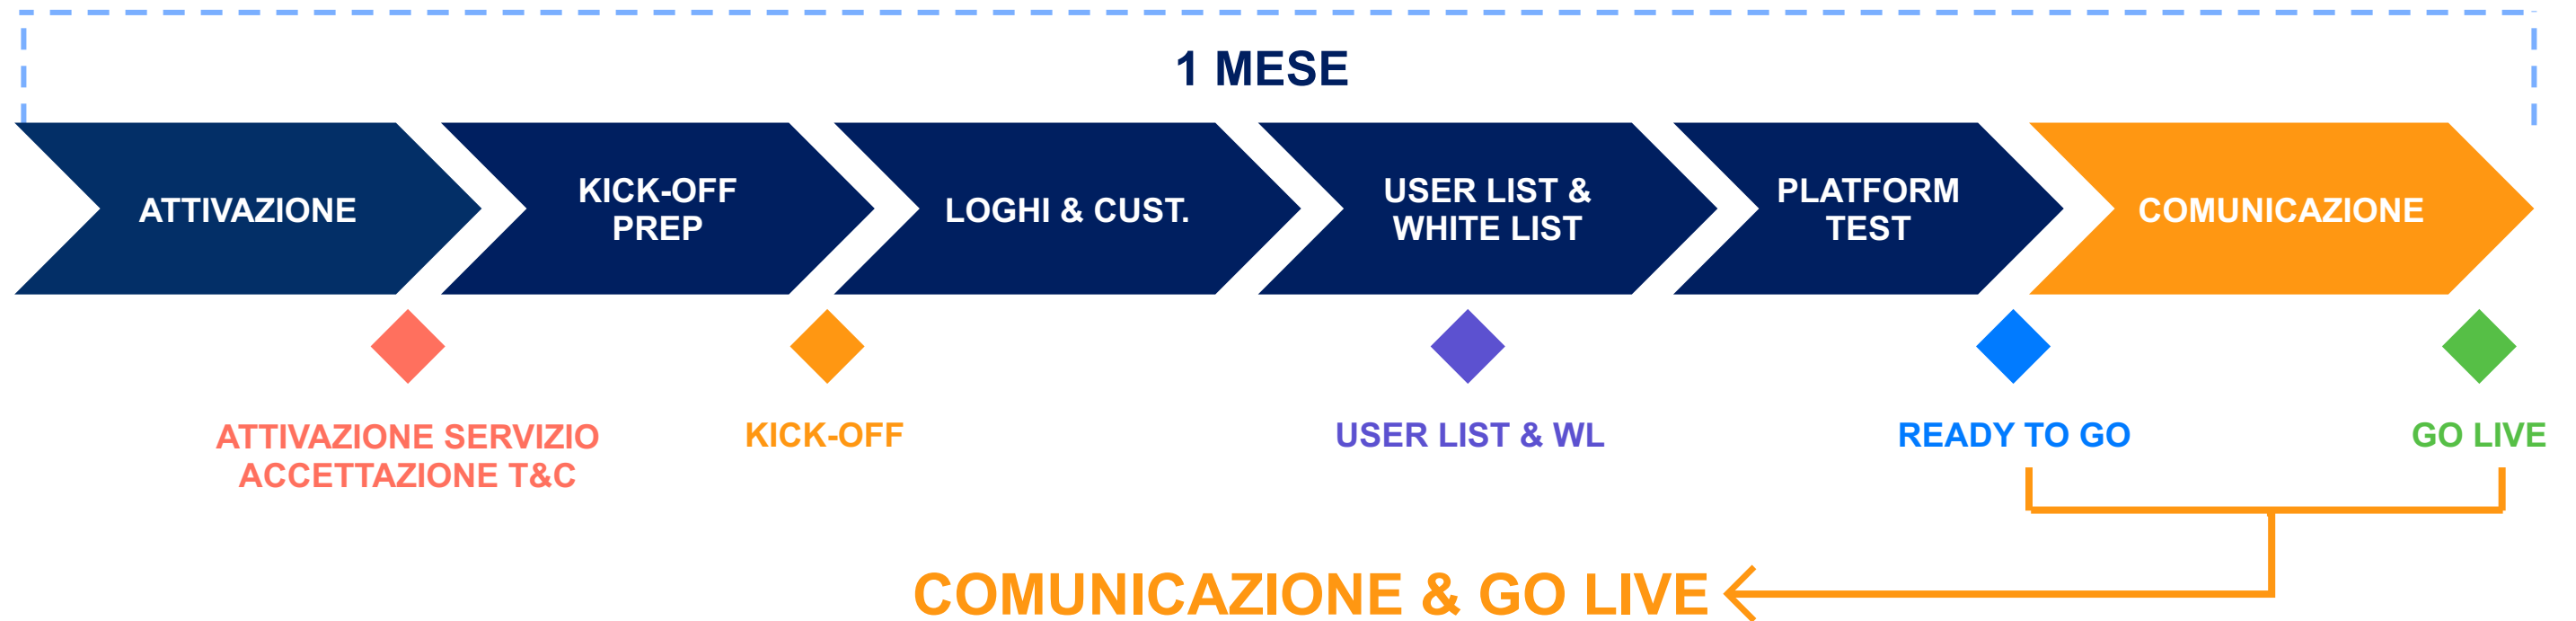 1 MESE
ATTIVAZIONE
KICK-OFF
PREP
LOGHI & CUST.
USER LIST &
WHITE LIST
PLATFORM
TEST
COMUNICAZIONE
ATTIVAZIONE SERVIZIO
ACCETTAZIONE T&C
KICK-OFF
USER LIST & WL
READY TO GO
GO LIVE
COMUNICAZIONE & GO LIVE